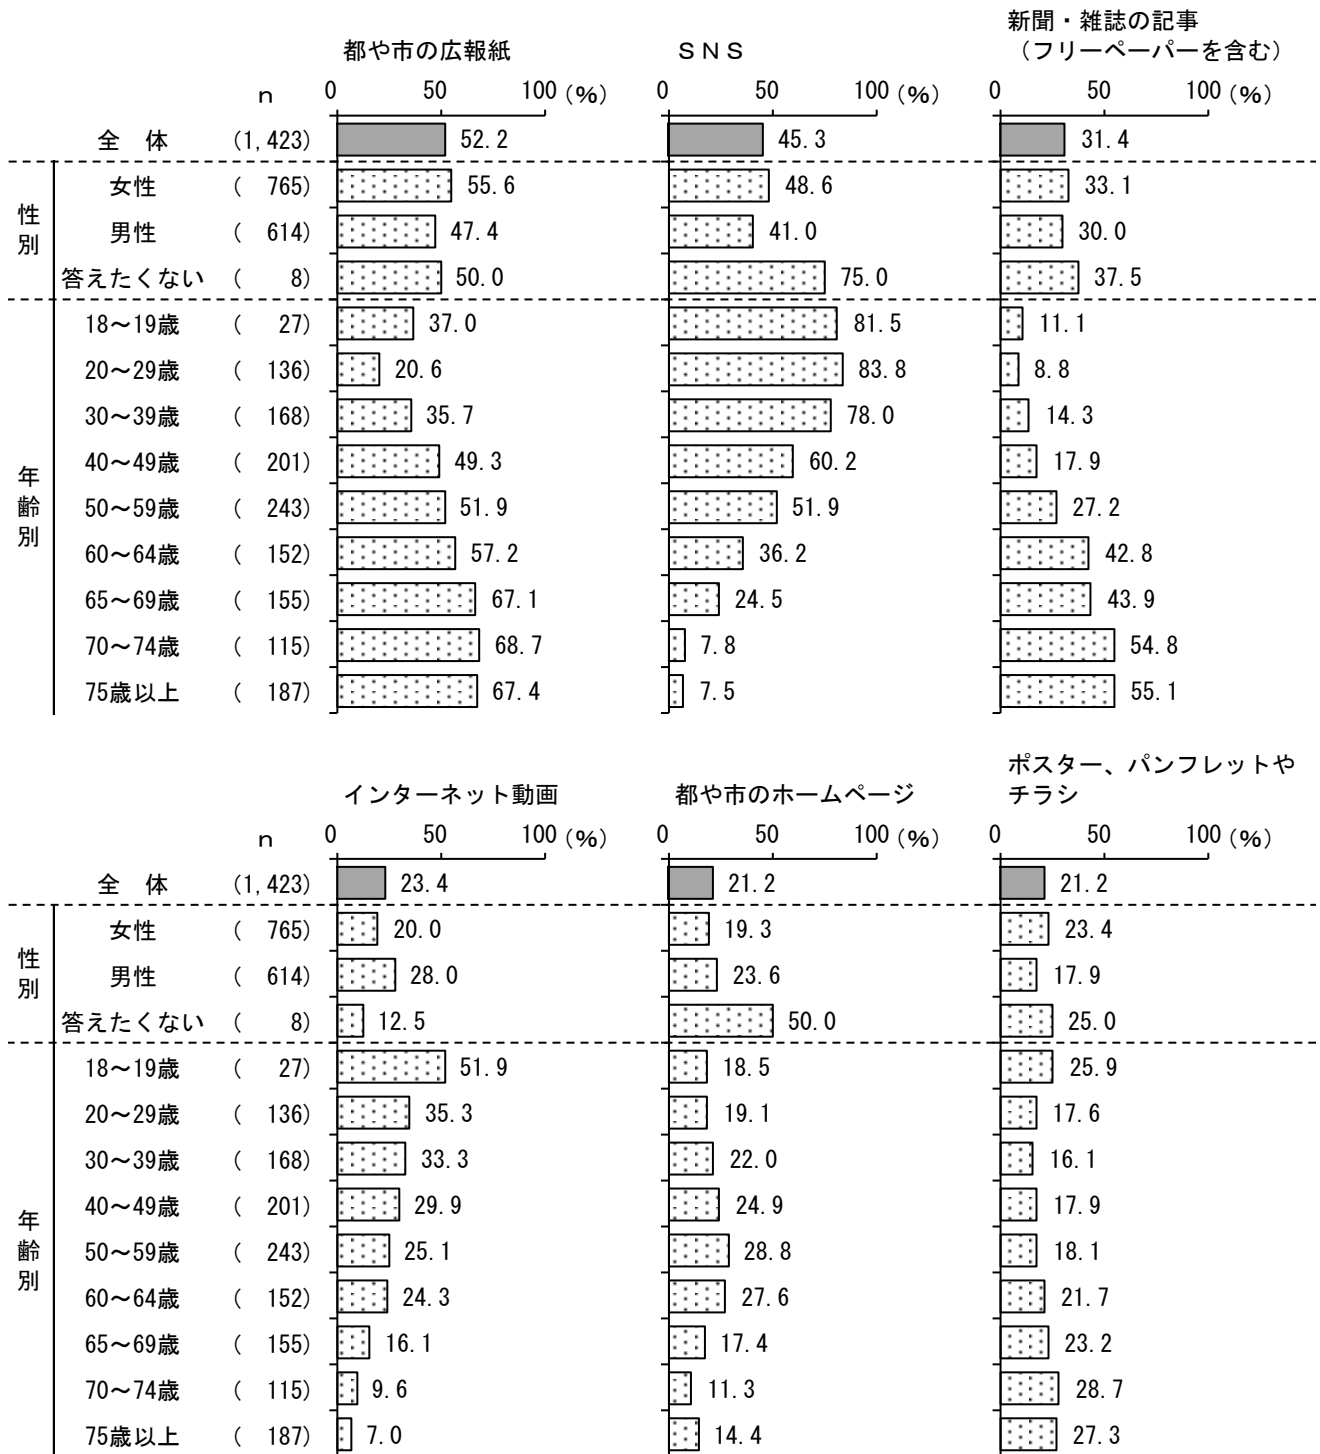 新聞・雑誌の記事
都や市の広報紙 ＳＮＳ （フリーペーパーを含む）
n 0 50 100 (%) 0 50 100 (%) 0 50 100 (%)
全 体 (1,423) 52.2 45.3 31.4
性別
女性 ( 765) 55.6 48.6 33.1
男性 ( 614) 47.4 41.0 30.0
答えたくない ( 8) 50.0 75.0 37.5
年齢別
18～19歳 ( 27) 37.0 81.5 11.1
20～29歳 ( 136) 20.6 83.8 8.8
30～39歳 ( 168) 35.7 78.0 14.3
40～49歳 ( 201) 49.3 60.2 17.9
50～59歳 ( 243) 51.9 51.9 27.2
60～64歳 ( 152) 57.2 36.2 42.8
65～69歳 ( 155) 67.1 24.5 43.9
70～74歳 ( 115) 68.7 7.8 54.8
75歳以上 ( 187) 67.4 7.5 55.1
ポスター、パンフレットや
インターネット動画 都や市のホームページ チラシ
n 0 50 100 (%) 0 50 100 (%) 0 50 100 (%)
全 体 (1,423) 23.4 21.2 21.2
性別
女性 ( 765) 20.0 19.3 23.4
男性 ( 614) 28.0 23.6 17.9
答えたくない ( 8) 12.5 50.0 25.0
年齢別
18～19歳 ( 27) 51.9 18.5 25.9
20～29歳 ( 136) 35.3 19.1 17.6
30～39歳 ( 168) 33.3 22.0 16.1
40～49歳 ( 201) 29.9 24.9 17.9
50～59歳 ( 243) 25.1 28.8 18.1
60～64歳 ( 152) 24.3 27.6 21.7
65～69歳 ( 155) 16.1 17.4 23.2
70～74歳 ( 115) 9.6 11.3 28.7
75歳以上 ( 187) 7.0 14.4 27.3